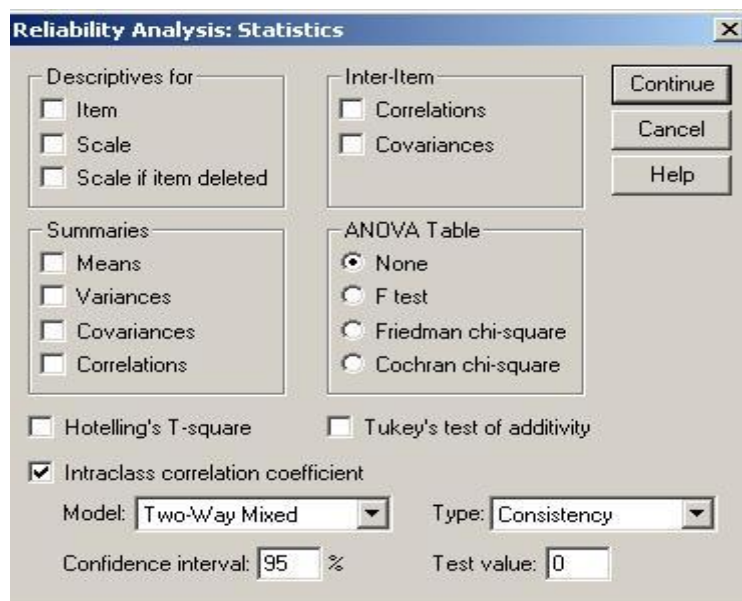 Reliability Analysis: Statistics
Descriptives for
Item
Scale
Scale if item deleted
Inter-Item
Correlations
Covariances
Continue
Cancel
Help
Summaries
Means
Variances
Covariances
Correlations
ANOVA Table
None
F test
Friedman chi-square
Cochran chi-square
Hotelling's T-square
Tukey's test of additivity
Intraclass correlation coefficient
Model: Two-Way Mixed
Type: Consistency
Confidence interval: 95 %
Test value: 0